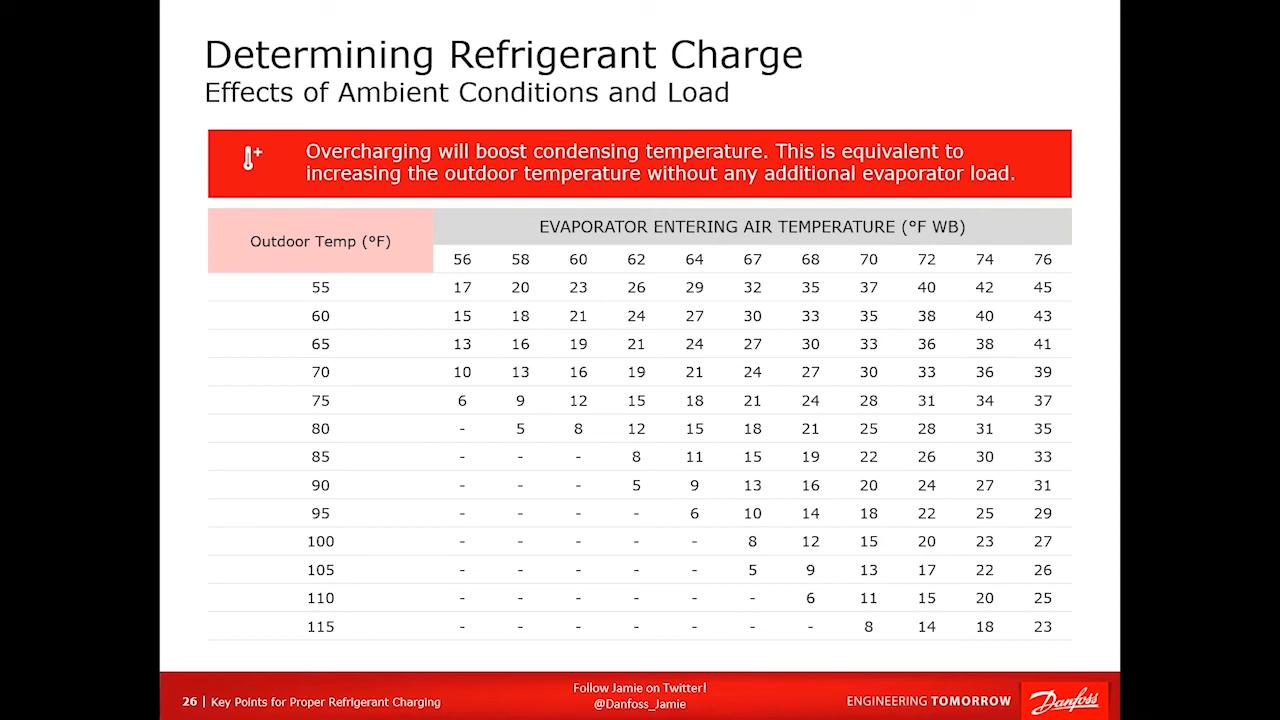 Determining Refrigerant Charge
Effects of Ambient Conditions and Load
Overcharging will boost condensing temperature. This is equivalent to
increasing the outdoor temperature without any additional evaporator load.
Outdoor Temp (°F)
EVAPORATOR ENTERING AIR TEMPERATURE (°F WB)
56 58 60 62 64 67 68 70 72 74 76
55 17 20 23 26 29 32 35 37 40 42 45
60 15 18 21 24 27 30 33 35 38 40 43
65 13 16 19 21 24 27 30 33 36 38 41
70 10 13 16 19 21 24 27 30 33 36 39
75 6 9 12 15 18 21 24 28 31 34 37
80 - 5 8 12 15 18 21 25 28 31 35
85 - - - 8 11 15 19 22 26 30 33
90 - - - 5 9 13 16 20 24 27 31
95 - - - - 6 10 14 18 22 25 29
100 - - - - - 8 12 15 20 23 27
105 - - - - - 5 9 13 17 22 26
110 - - - - - - 6 11 15 20 25
115 - - - - - - - 8 14 18 23
26 | Key Points for Proper Refrigerant Charging
Follow Jamie on Twitter!
@Danfoss_Jamie
ENGINEERING TOMORROW
Danfoss